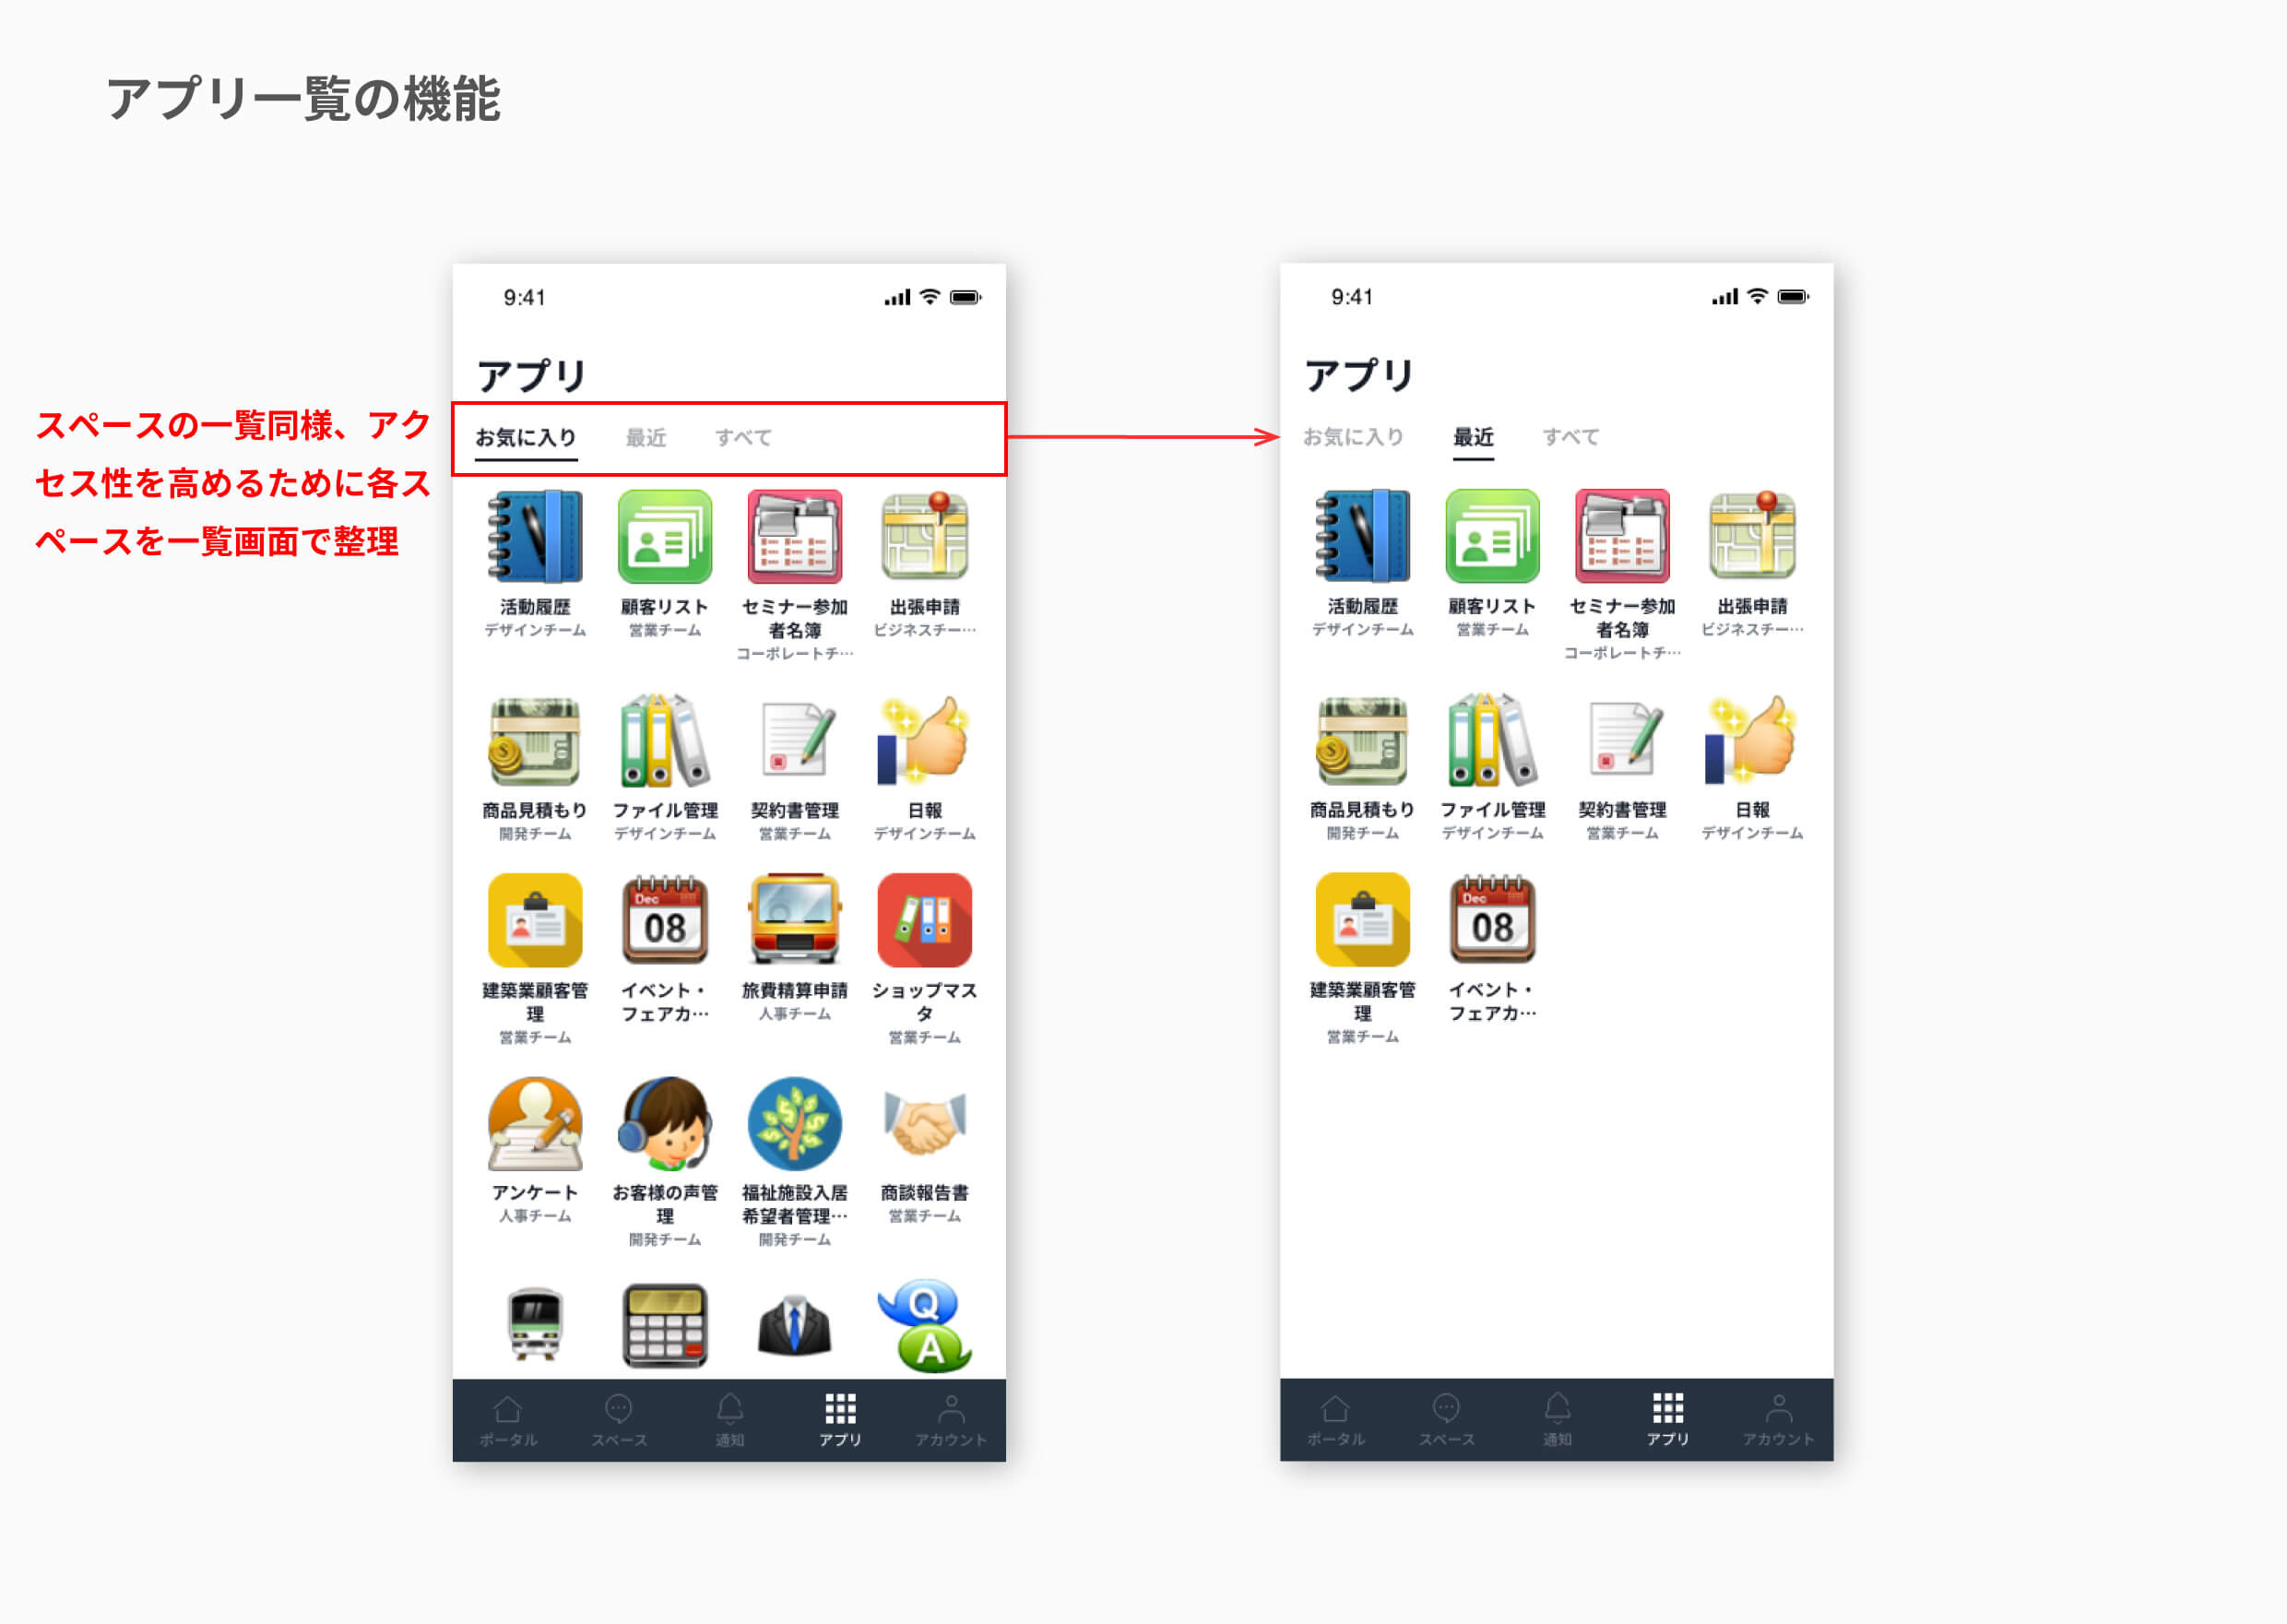 アプリ一覧の機能
スペースの一覧同様、アク
セス性を高めるために各ス
ペースを一覧画面で整理
9:41
アプリ
お気に入り 最近 すべて
活動履歴 顧客リスト セミナー参加 出張申請
デザインチーム 営業チーム 者名簿 ビジネスチー…
コーポレートチ…
商品見積もり ファイル管理 契約書管理 日報
開発チーム デザインチーム 営業チーム デザインチーム
Dec
08
建築業顧客管 イベント・ 旅費精算申請 ショップマス
理 フェアカ… 人事チーム タ
営業チーム 営業チーム
アンケート お客様の声管 福祉施設入居 商談報告書
人事チーム 理 希望者管理… 営業チーム
開発チーム 開発チーム
Q
A
ポータル スペース 通知 アプリ アカウント
9:41
アプリ
お気に入り 最近 すべて
活動履歴 顧客リスト セミナー参加 出張申請
デザインチーム 営業チーム 者名簿 ビジネスチー…
コーポレートチ…
商品見積もり ファイル管理 契約書管理 日報
開発チーム デザインチーム 営業チーム デザインチーム
Dec
08
建築業顧客管 イベント・
理 フェアカ…
営業チーム
ポータル スペース 通知 アプリ アカウント